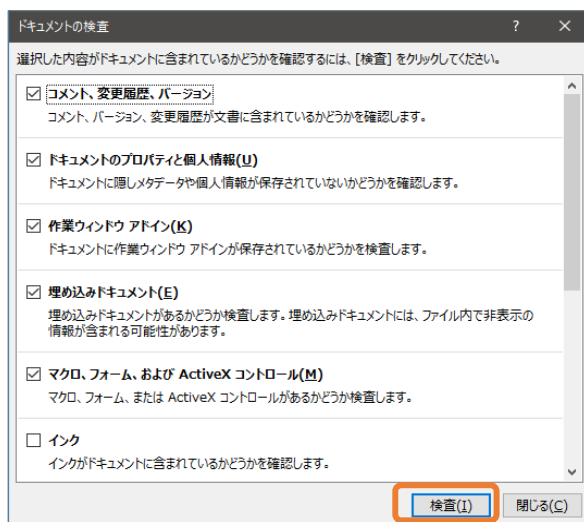 ドキュメントの検査
? ×
選択した内容がドキュメントに含まれているかどうかを確認するには、[検査] をクリックしてください。
コメント、変更履歴、バージョン
コメント、バージョン、変更履歴が文書に含まれているかどうかを確認します。
ドキュメントのプロパティと個人情報(U)
ドキュメントに隠しメタデータや個人情報が保存されていないかどうかを確認します。
作業ウィンドウ アドイン(K)
ドキュメントに作業ウィンドウ アドインが保存されているかどうかを検査します。
埋め込みドキュメント(E)
埋め込みドキュメントがあるかどうか検査します。埋め込みドキュメントには、ファイル内で非表示の
情報が含まれる可能性があります。
マクロ、フォーム、および ActiveX コントロール(M)
マクロ、フォーム、または ActiveX コントロールがあるかどうか検査します。
インク
インクがドキュメントに含まれているかどうかを確認します。
検査(I) 閉じる(C)